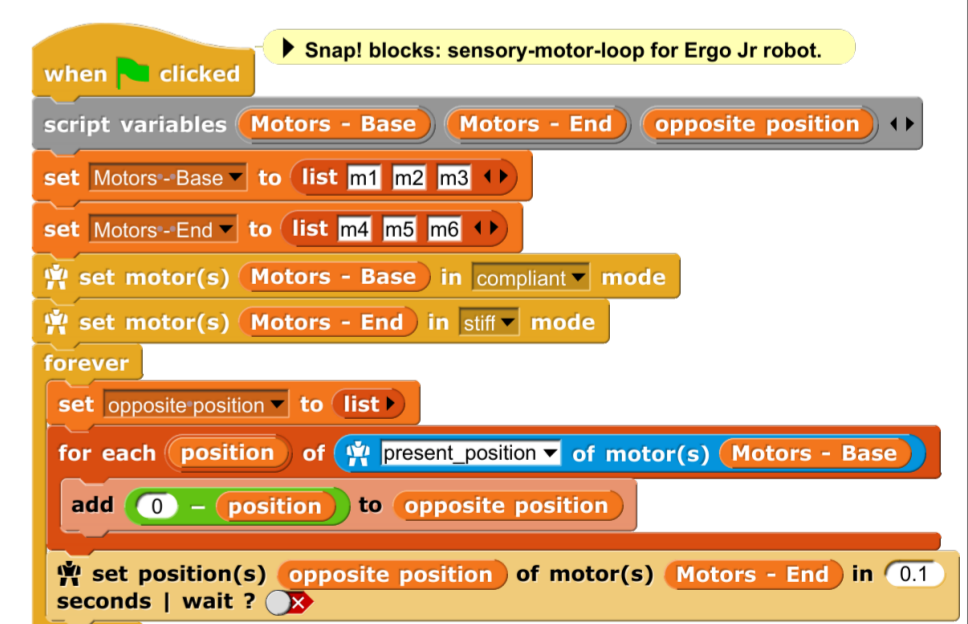 when clicked
Snap! blocks: sensory-motor-loop for Ergo Jr robot.
script variables Motors - Base Motors - End opposite position
set Motors - Base to list m1 m2 m3
set Motors - End to list m4 m5 m6
set motor(s) Motors - Base in compliant mode
set motor(s) Motors - End in stiff mode
forever
set opposite position to list
for each position of present_position of motor(s) Motors - Base
add 0 - position to opposite position
set position(s) opposite position of motor(s) Motors - End in 0.1
seconds | wait ?